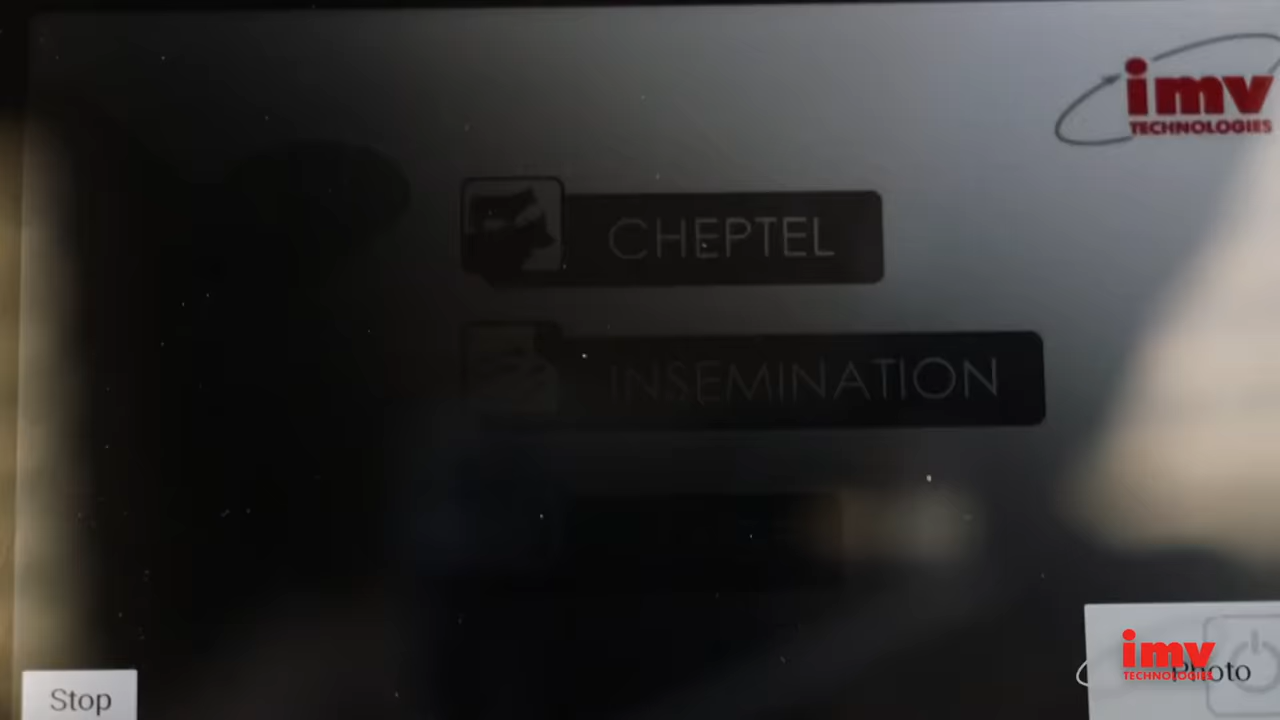 imv
TECHNOLOGIES
CHEPTEL
INSEMINATION
Stop
imv
TECHNOLOGIES
Photo